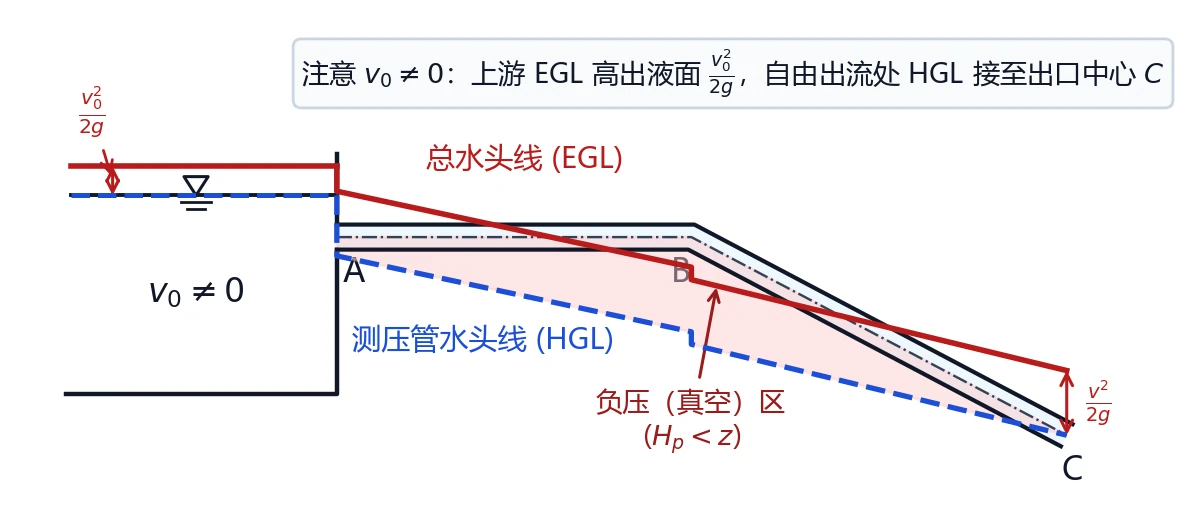 注意 v₀ ≠ 0：上游 EGL 高出液面 v₀²/2g，自由出流处 HGL 接至出口中心 C
v₀²/2g
总水头线 (EGL)
A
B
v₀ ≠ 0
测压管水头线 (HGL)
负压（真空）区
(Hₚ < z)
v²/2g
C